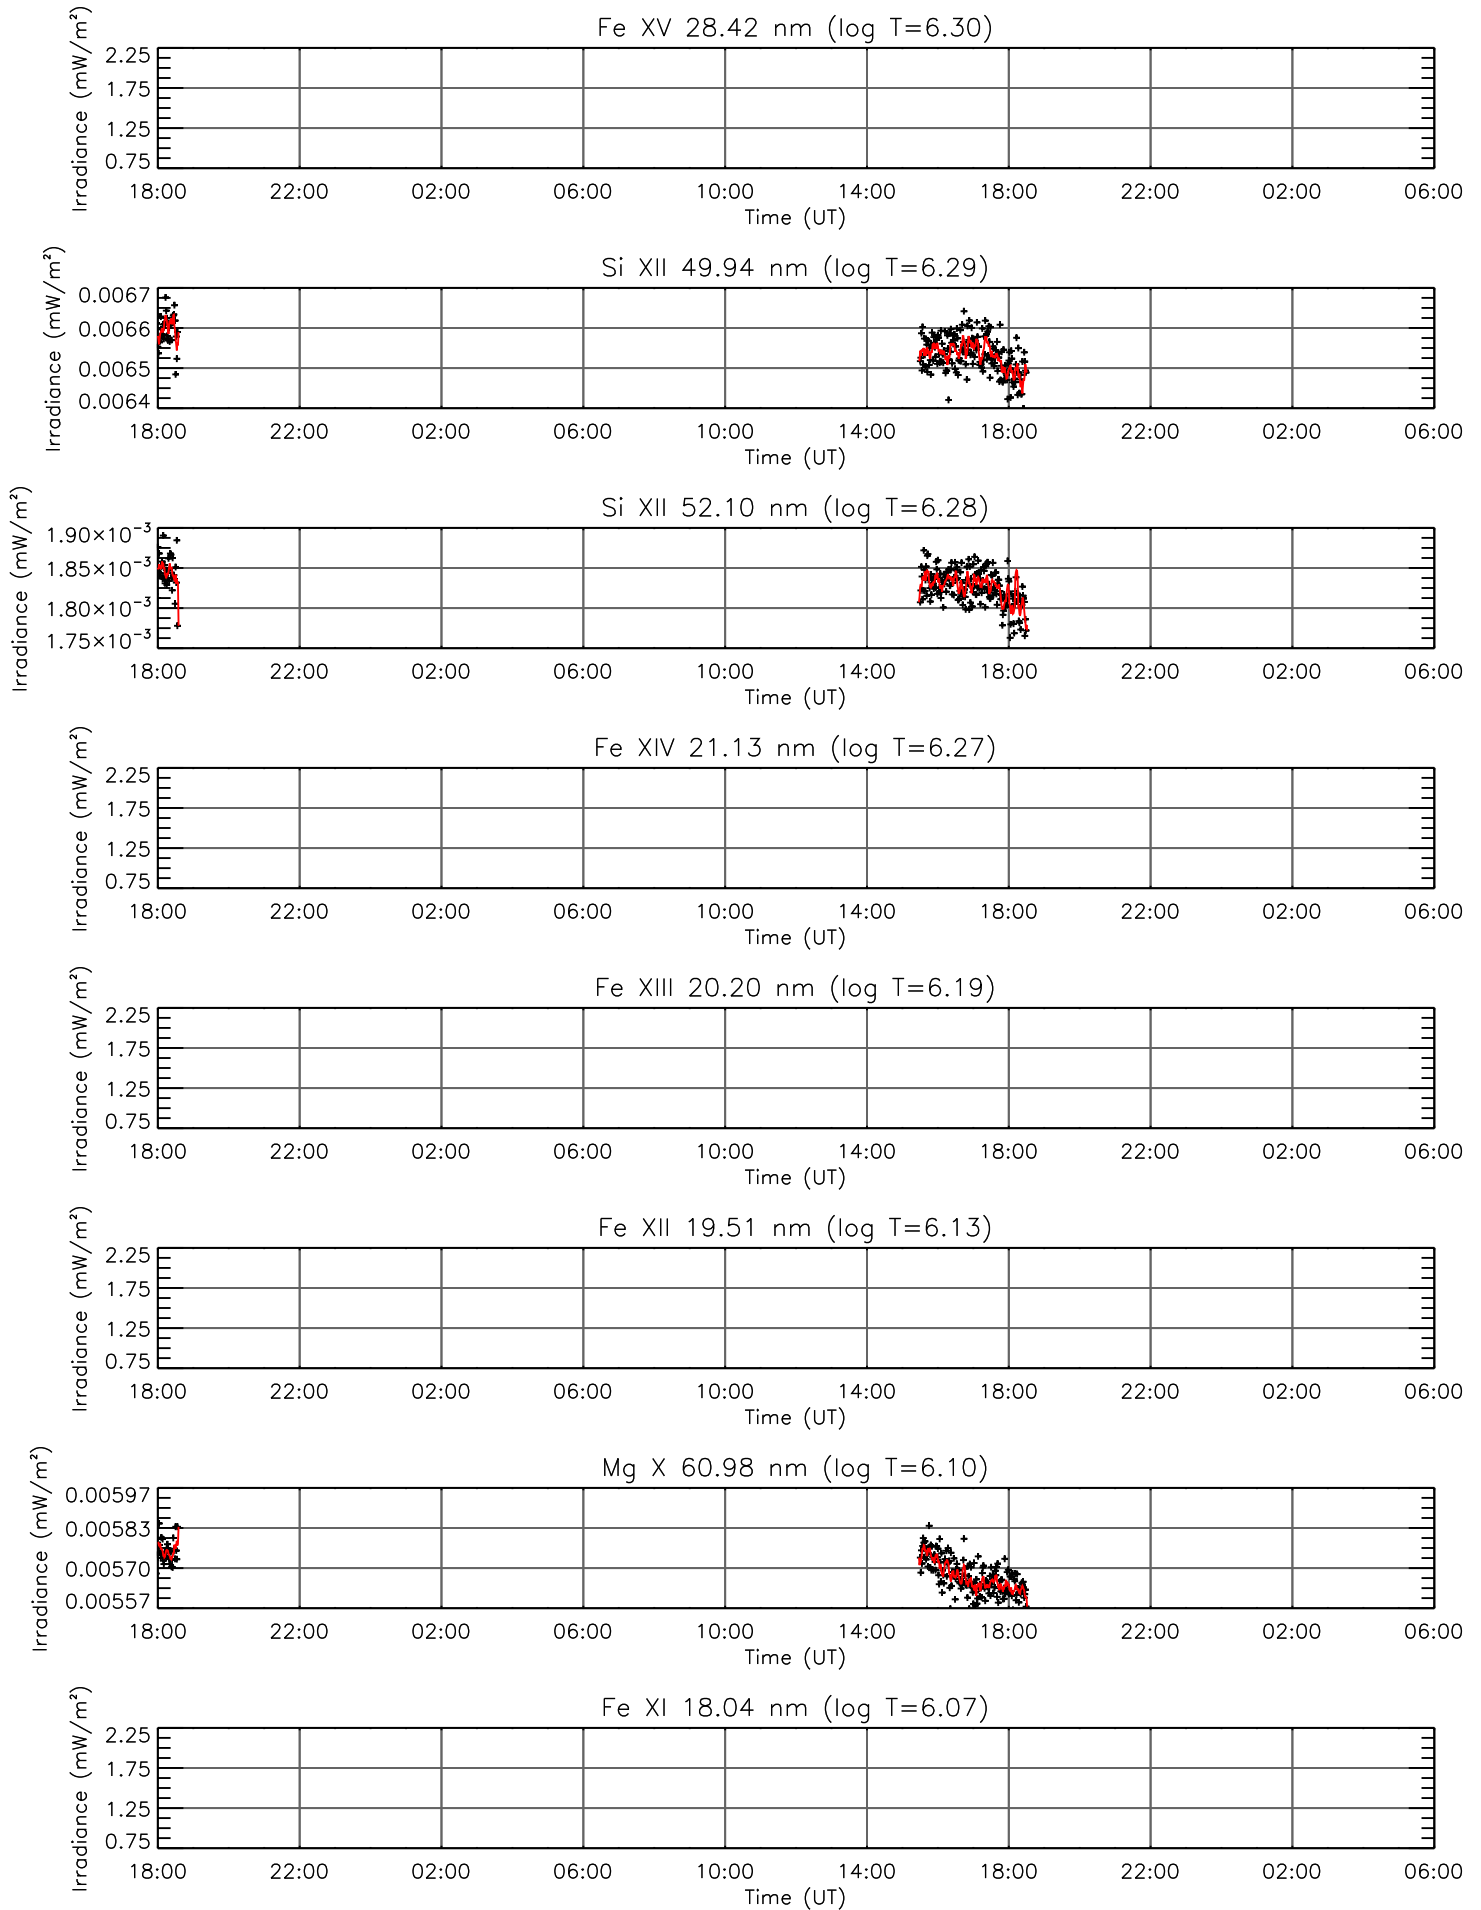 Fe XV 28.42 nm (log T=6.30)
Irradiance (mW/m²)
2.25
1.75
1.25
0.75
18:00 22:00 02:00 06:00 10:00 14:00 18:00 22:00 02:00 06:00
Time (UT)
Si XII 49.94 nm (log T=6.29)
Irradiance (mW/m²)
0.0067
0.0066
0.0065
0.0064
18:00 22:00 02:00 06:00 10:00 14:00 18:00 22:00 02:00 06:00
Time (UT)
Si XII 52.10 nm (log T=6.28)
Irradiance (mW/m²)
1.90×10⁻³
1.85×10⁻³
1.80×10⁻³
1.75×10⁻³
18:00 22:00 02:00 06:00 10:00 14:00 18:00 22:00 02:00 06:00
Time (UT)
Fe XIV 21.13 nm (log T=6.27)
Irradiance (mW/m²)
2.25
1.75
1.25
0.75
18:00 22:00 02:00 06:00 10:00 14:00 18:00 22:00 02:00 06:00
Time (UT)
Fe XIII 20.20 nm (log T=6.19)
Irradiance (mW/m²)
2.25
1.75
1.25
0.75
18:00 22:00 02:00 06:00 10:00 14:00 18:00 22:00 02:00 06:00
Time (UT)
Fe XII 19.51 nm (log T=6.13)
Irradiance (mW/m²)
2.25
1.75
1.25
0.75
18:00 22:00 02:00 06:00 10:00 14:00 18:00 22:00 02:00 06:00
Time (UT)
Mg X 60.98 nm (log T=6.10)
Irradiance (mW/m²)
0.00597
0.00583
0.00570
0.00557
18:00 22:00 02:00 06:00 10:00 14:00 18:00 22:00 02:00 06:00
Time (UT)
Fe XI 18.04 nm (log T=6.07)
Irradiance (mW/m²)
2.25
1.75
1.25
0.75
18:00 22:00 02:00 06:00 10:00 14:00 18:00 22:00 02:00 06:00
Time (UT)